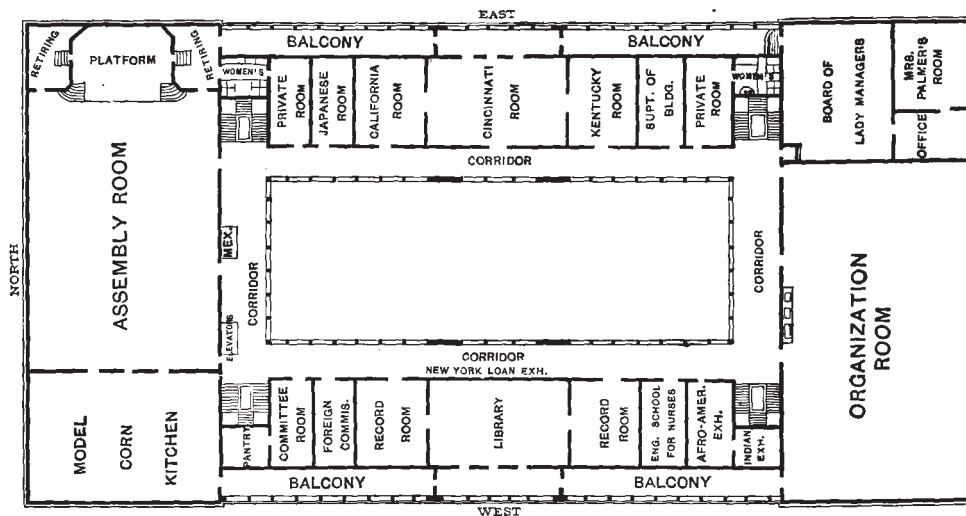 EAST
BALCONY
BALCONY
RETIRING
PLATFORM
RETIRING
WOMEN'S
PRIVATE
ROOM
JAPANESE
ROOM
CALIFORNIA
ROOM
CINCINNATI
ROOM
KENTUCKY
ROOM
SUPT. OF
BLDG.
PRIVATE
ROOM
WOMEN'S
BOARD OF
LADY MANAGERS
MRS.
PALMER'S
ROOM
OFFICE
CORRIDOR
NORTH
ASSEMBLY ROOM
MEX.
ELEVATORS
CORRIDOR
CORRIDOR
ORGANIZATION
ROOM
CORRIDOR
NEW YORK LOAN EXH.
MODEL
CORN
KITCHEN
PANTRY
COMMITTEE
ROOM
FOREIGN
COMMIS.
RECORD
ROOM
LIBRARY
RECORD
ROOM
ENG. SCHOOL
FOR NURSES
AFRO-AMER.
EXH.
INDIAN
EXH.
BALCONY
BALCONY
WEST